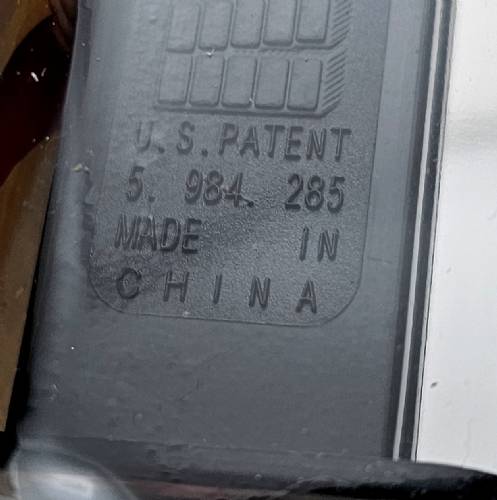 U.S. PATENT
5. 984. 285
MADE IN
CHINA